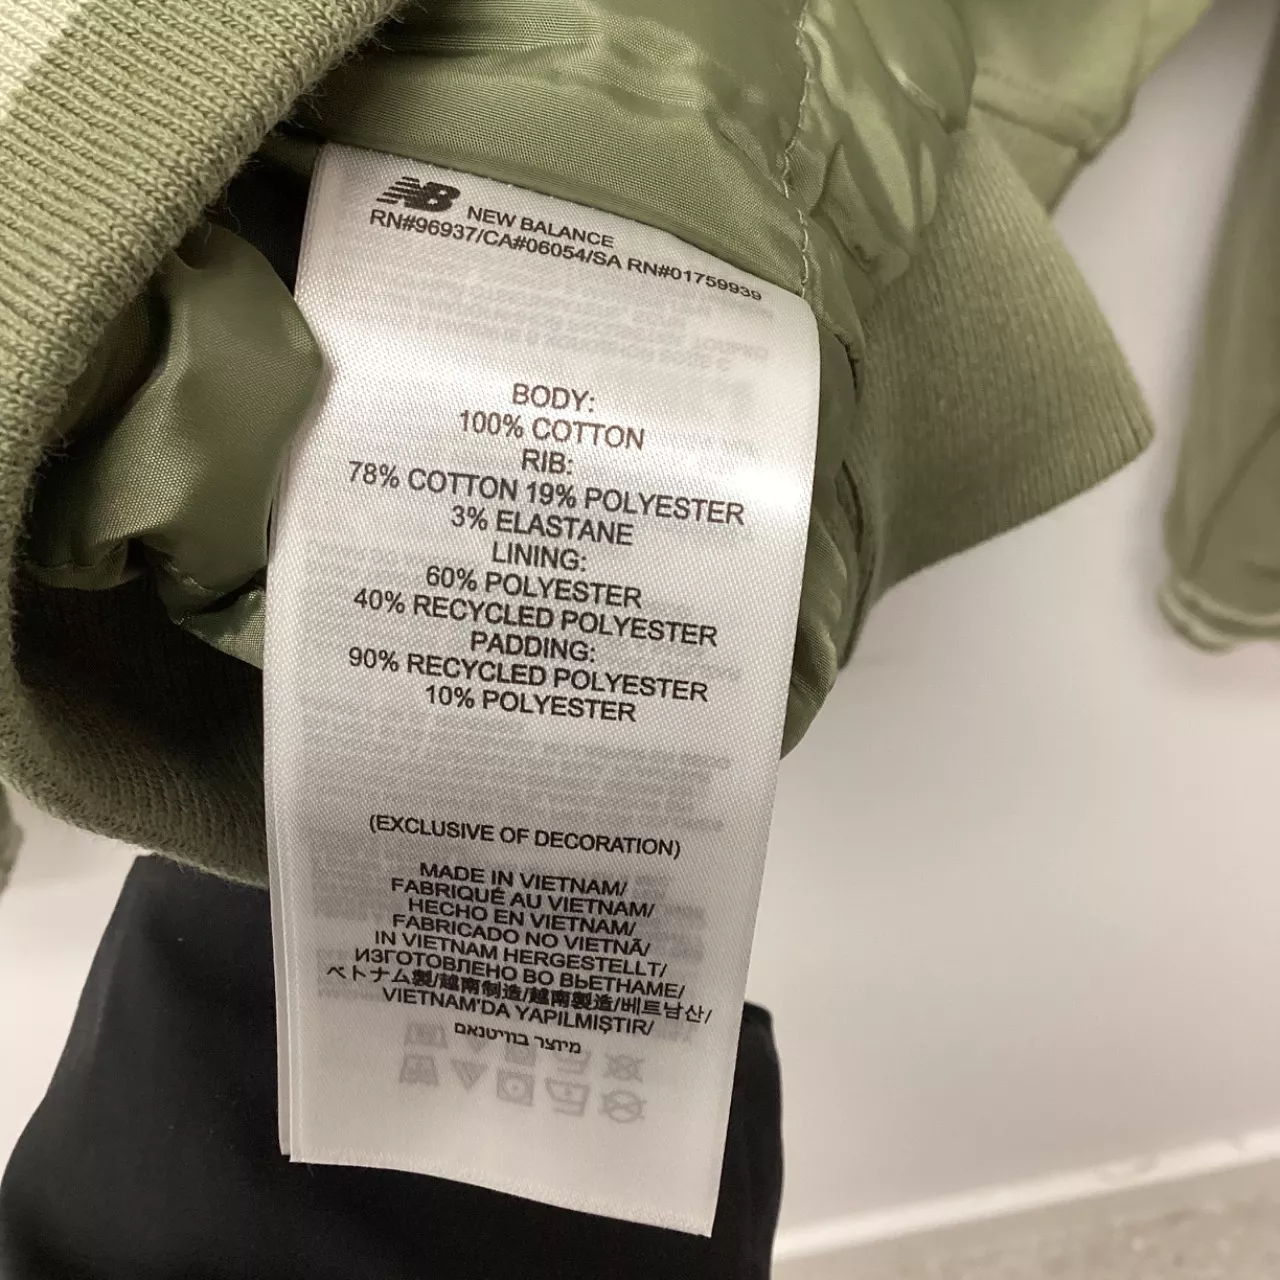 NB NEW BALANCE
RN#96937/CA#06054/SA RN#01759939
BODY:
100% COTTON
RIB:
78% COTTON 19% POLYESTER
3% ELASTANE
LINING:
60% POLYESTER
40% RECYCLED POLYESTER
PADDING:
90% RECYCLED POLYESTER
10% POLYESTER
(EXCLUSIVE OF DECORATION)
MADE IN VIETNAM/
FABRIQUÉ AU VIETNAM/
HECHO EN VIETNAM/
FABRICADO NO VIETNÃ/
IN VIETNAM HERGESTELLT/
ИЗГОТОВЛЕНО ВО ВЬЕТНАМЕ/
ベトナム製/越南制造/越南製造/베트남산/
VIETNAM'DA YAPILMIŞTIR/
מיוצר בווייטנאם